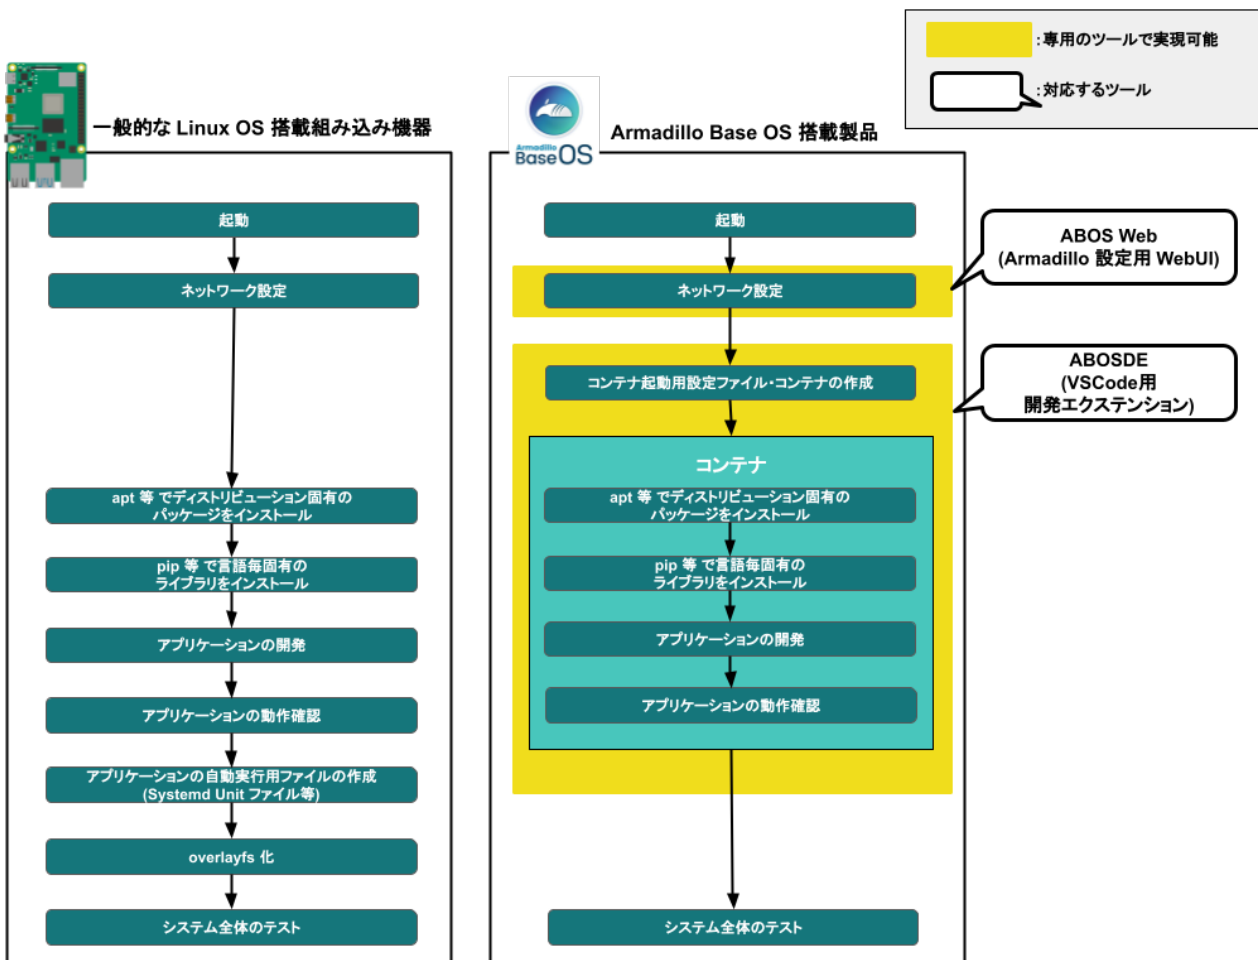 :専用のツールで実現可能
:対応するツール
一般的な Linux OS 搭載組み込み機器
起動
ネットワーク設定
apt 等 でディストリビューション固有の
パッケージをインストール
pip 等 で言語毎固有の
ライブラリをインストール
アプリケーションの開発
アプリケーションの動作確認
アプリケーションの自動実行用ファイルの作成
(Systemd Unit ファイル等)
overlayfs 化
システム全体のテスト
Armadillo
Base OS
Armadillo Base OS 搭載製品
起動
ネットワーク設定
コンテナ起動用設定ファイル・コンテナの作成
コンテナ
apt 等 でディストリビューション固有の
パッケージをインストール
pip 等 で言語毎固有の
ライブラリをインストール
アプリケーションの開発
アプリケーションの動作確認
システム全体のテスト
ABOS Web
(Armadillo 設定用 WebUI)
ABOSDE
(VSCode用
開発エクステンション)